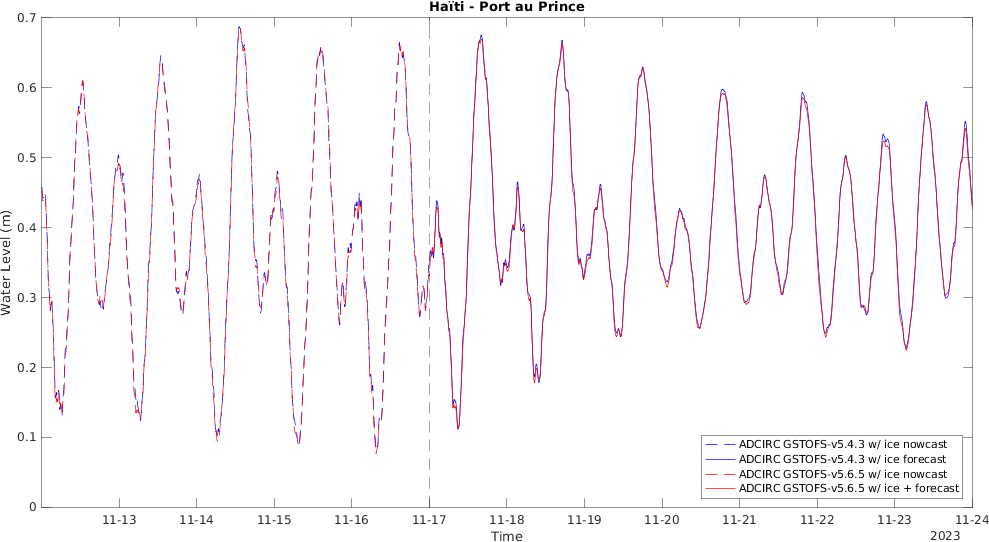 Haïti - Port au Prince
Water Level (m)
0.7
0.6
0.5
0.4
0.3
0.2
0.1
0
ADCIRC GSTOFS-v5.4.3 w/ ice nowcast
ADCIRC GSTOFS-v5.4.3 w/ ice forecast
ADCIRC GSTOFS-v5.6.5 w/ ice nowcast
ADCIRC GSTOFS-v5.6.5 w/ ice + forecast
11-13 11-14 11-15 11-16 11-17 11-18 11-19 11-20 11-21 11-22 11-23 11-24
Time
2023